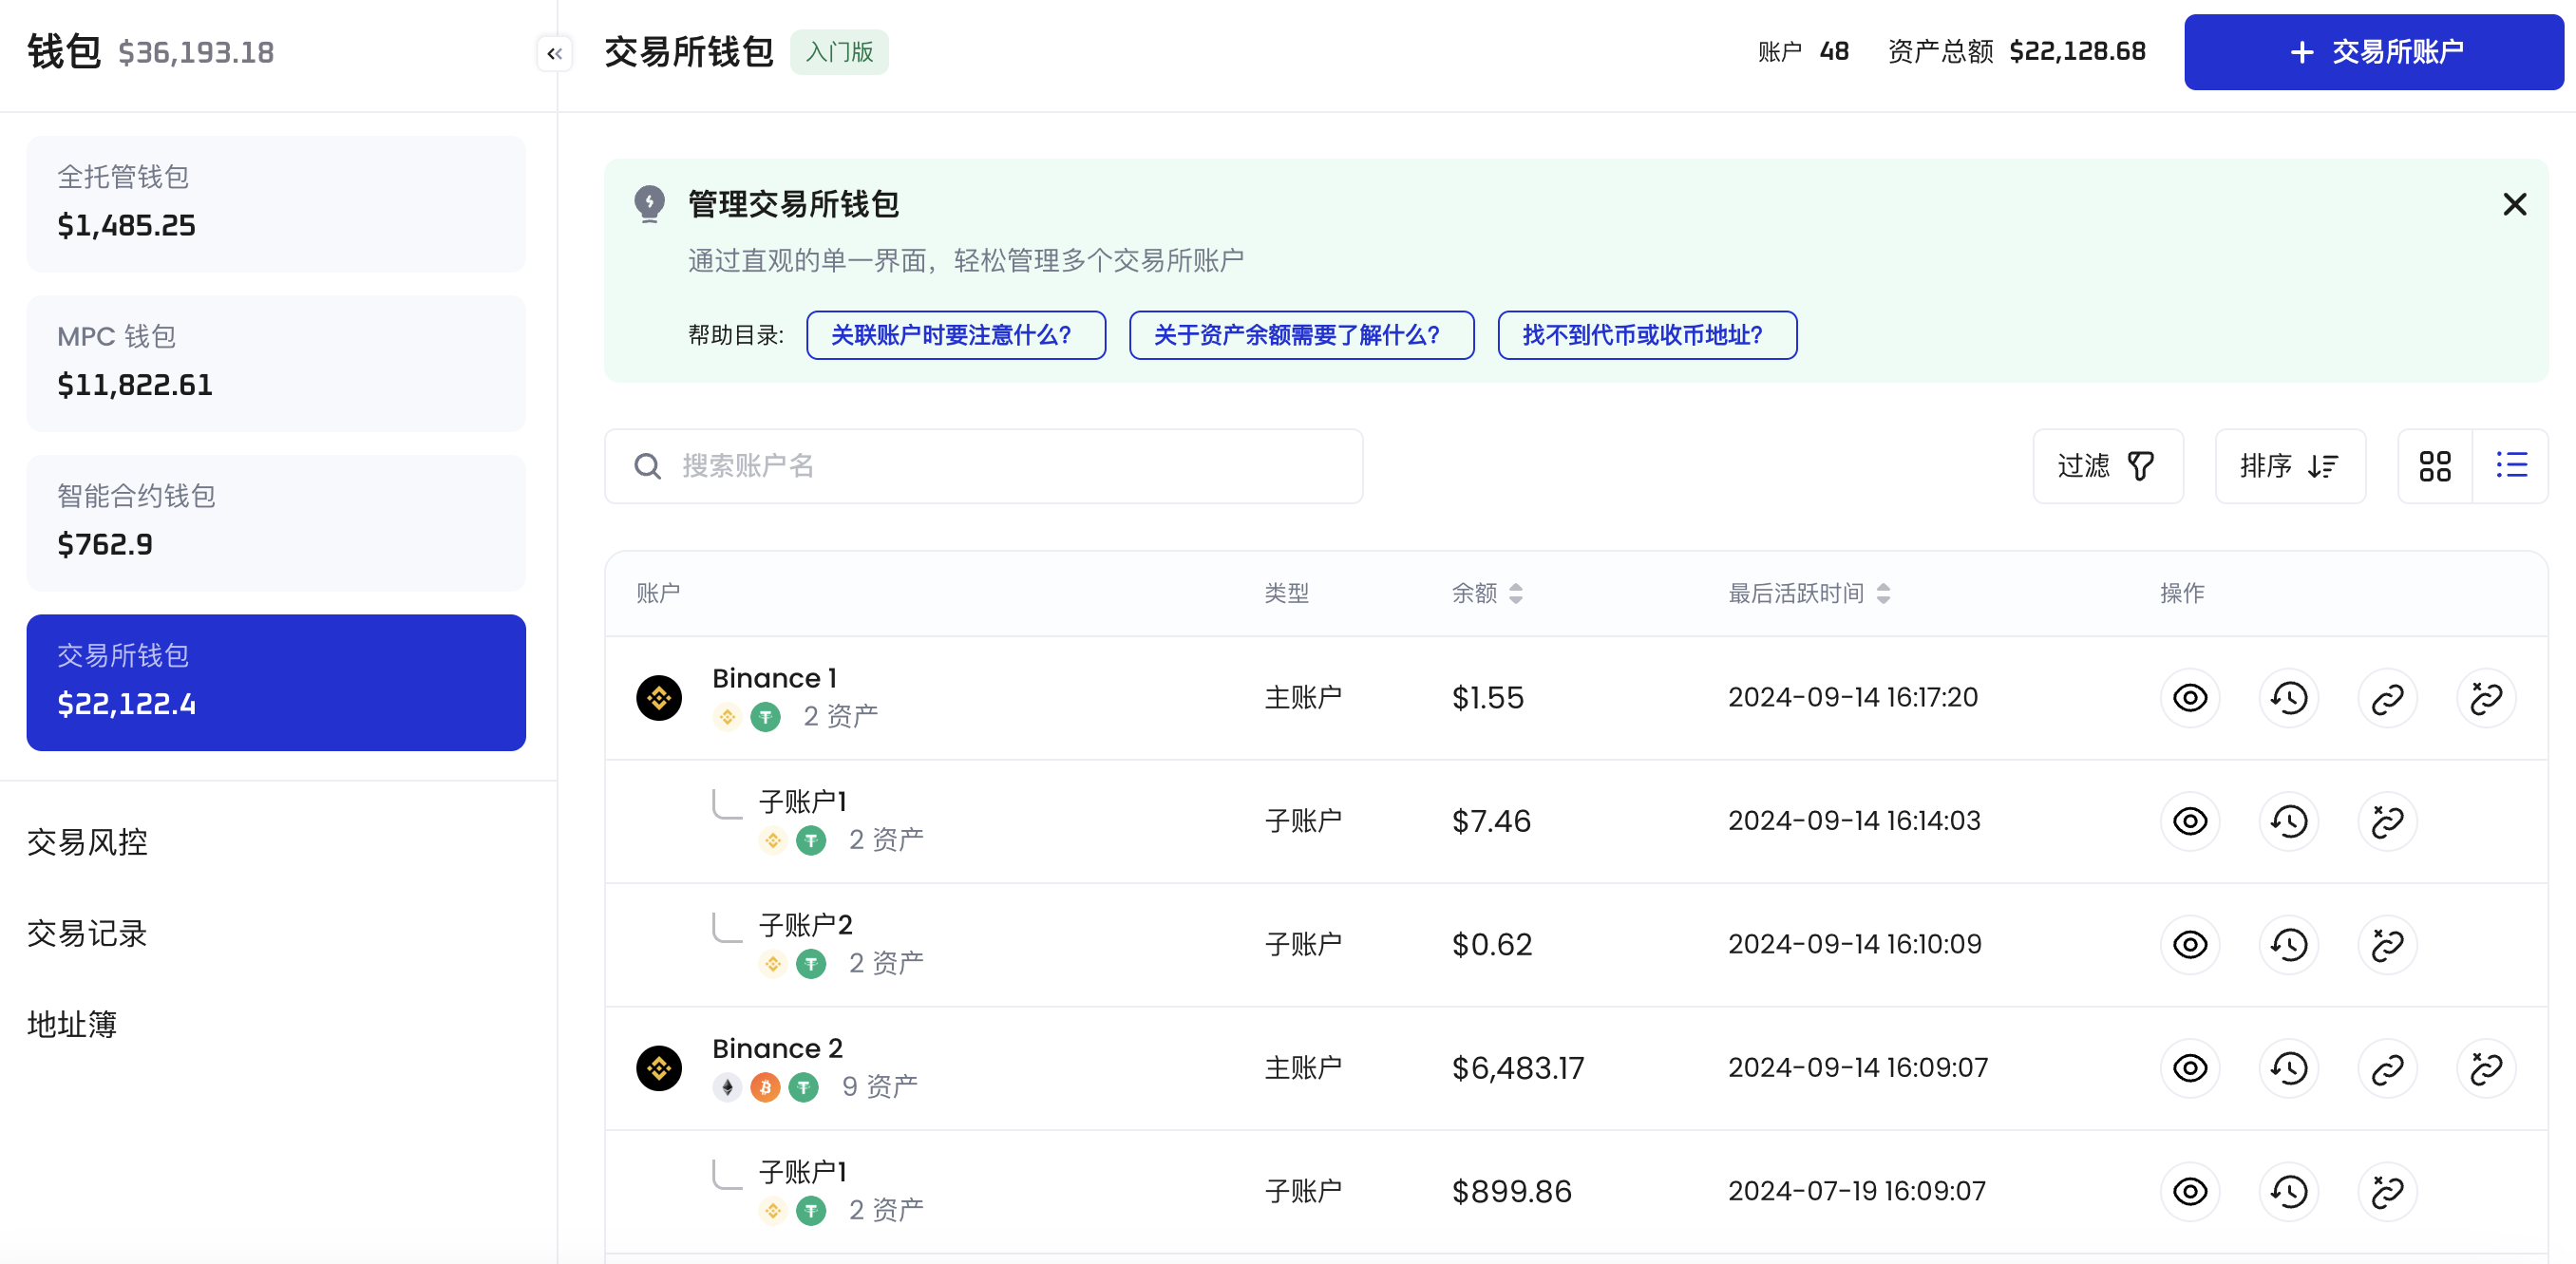 钱包 $36,193.18
全托管钱包
$1,485.25
MPC 钱包
$11,822.61
智能合约钱包
$762.9
交易所钱包
$22,122.4
交易风控
交易记录
地址簿
交易所钱包 入门版 账户 48 资产总额 $22,128.68 + 交易所账户
管理交易所钱包
通过直观的单一界面，轻松管理多个交易所账户
帮助目录: 关联账户时要注意什么? 关于资产余额需要了解什么? 找不到代币或收币地址?
搜索账户名 过滤 排序
账户 类型 余额 最后活跃时间 操作
Binance 1
2 资产 主账户 $1.55 2024-09-14 16:17:20
子账户1
2 资产 子账户 $7.46 2024-09-14 16:14:03
子账户2
2 资产 子账户 $0.62 2024-09-14 16:10:09
Binance 2
9 资产 主账户 $6,483.17 2024-09-14 16:09:07
子账户1
2 资产 子账户 $899.86 2024-07-19 16:09:07